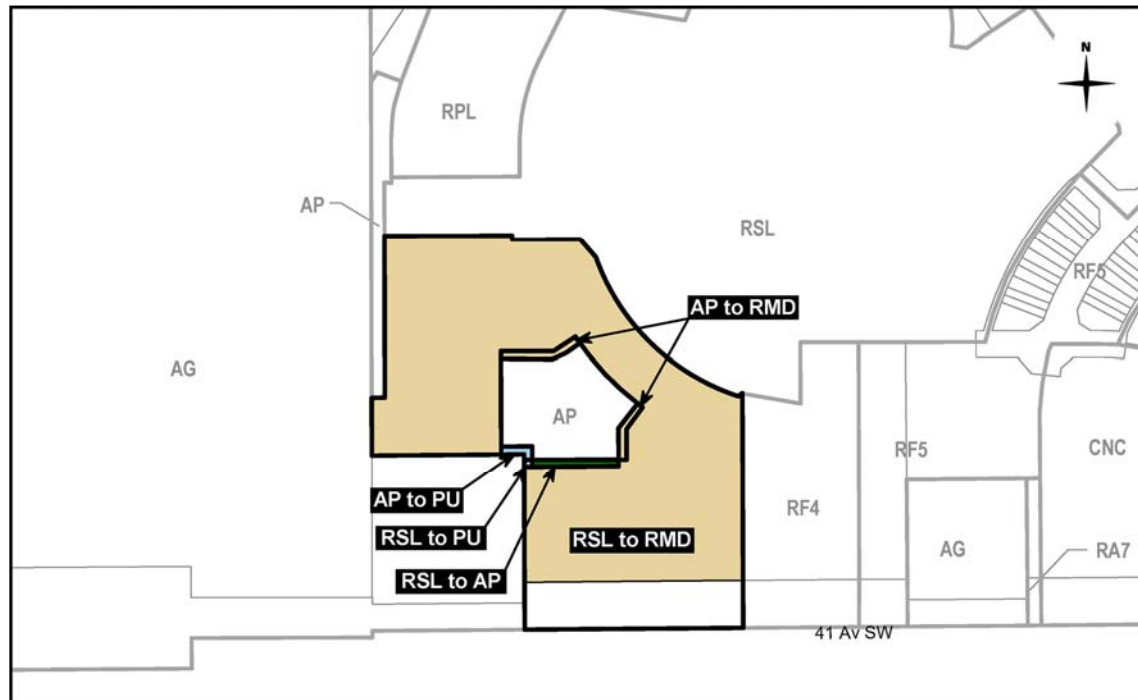 N
RPL
AP
RSL
RF5
AP to RMD
AG
AP
RF5
CNC
AP to PU
RF4
RSL to PU
RSL to RMD
AG
RA7
RSL to AP
41 Av SW